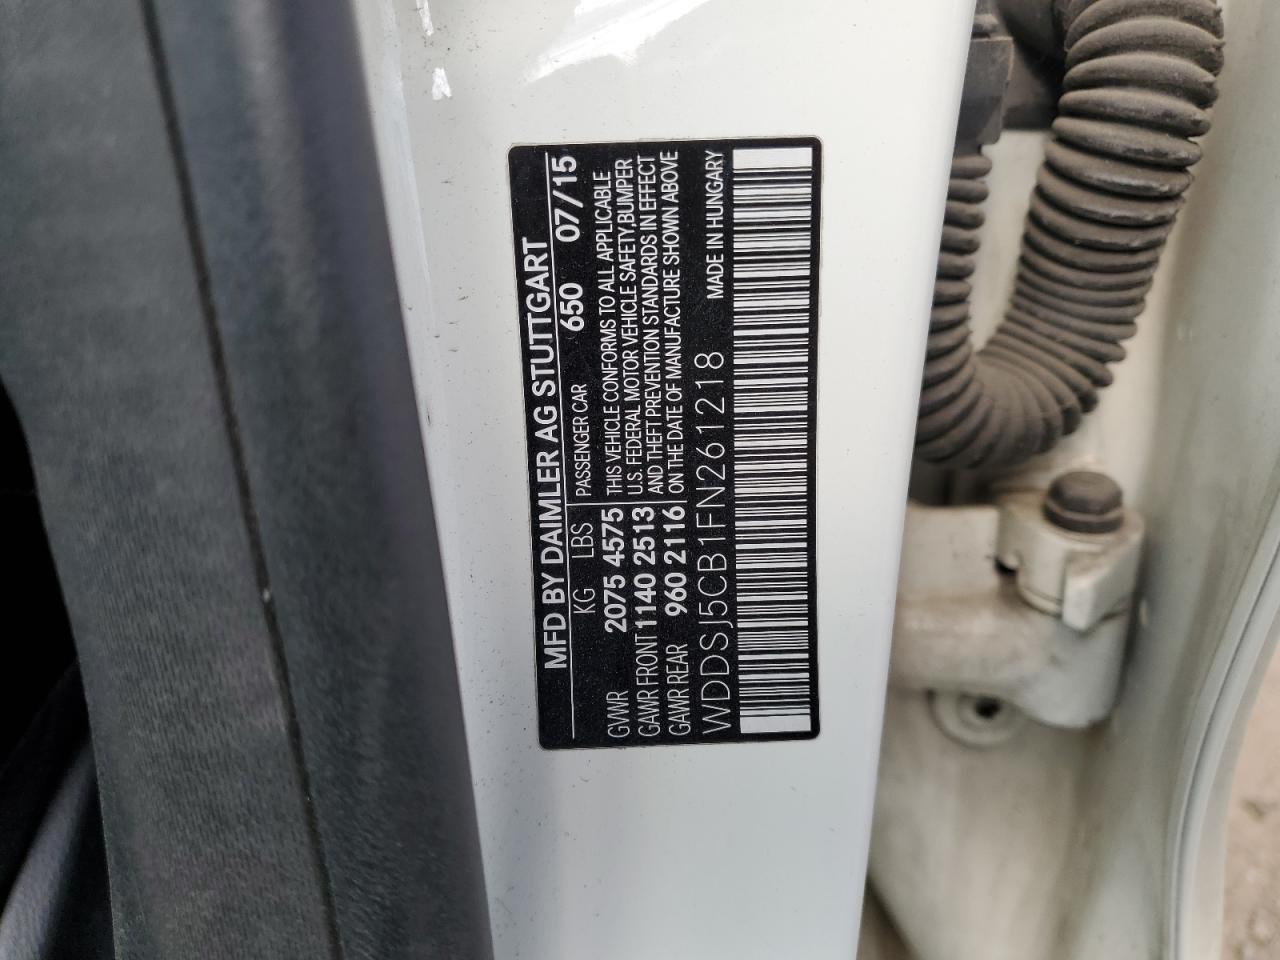 MFD BY DAIMLER AG STUTTGART
KG LBS PASSENGER CAR 650 07/15
GVWR 2075 4575 THIS VEHICLE CONFORMS TO ALL APPLICABLE
GAWR FRONT 1140 2513 U.S. FEDERAL MOTOR VEHICLE SAFETY,BUMPER
GAWR REAR 960 2116 AND THEFT PREVENTION STANDARDS IN EFFECT
ON THE DATE OF MANUFACTURE SHOWN ABOVE
WDDSJ5CB1FN261218 MADE IN HUNGARY